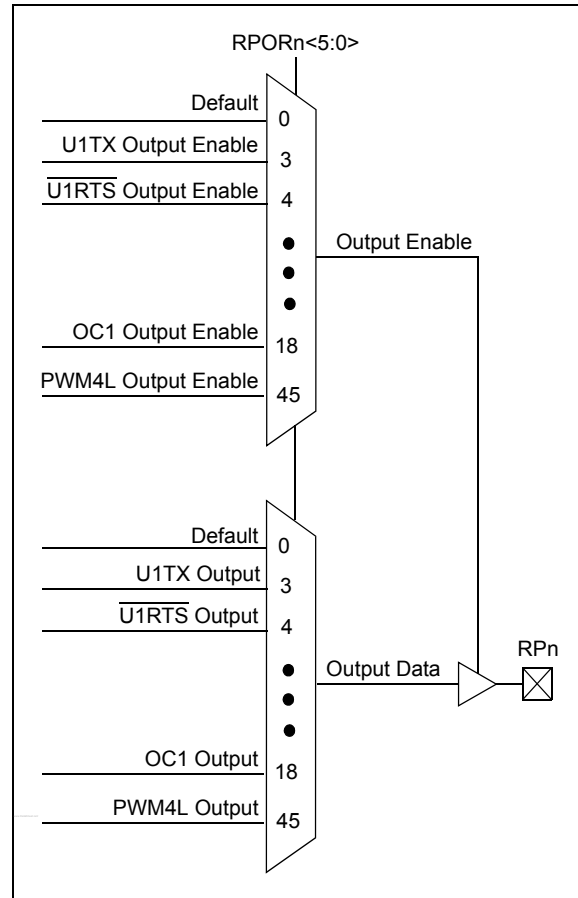 RPORn<5:0>
Default
0
U1TX Output Enable
3
U1RTS Output Enable
4
Output Enable
OC1 Output Enable
18
PWM4L Output Enable
45
Default
0
U1TX Output
3
U1RTS Output
4
RPn
Output Data
OC1 Output
18
PWM4L Output
45